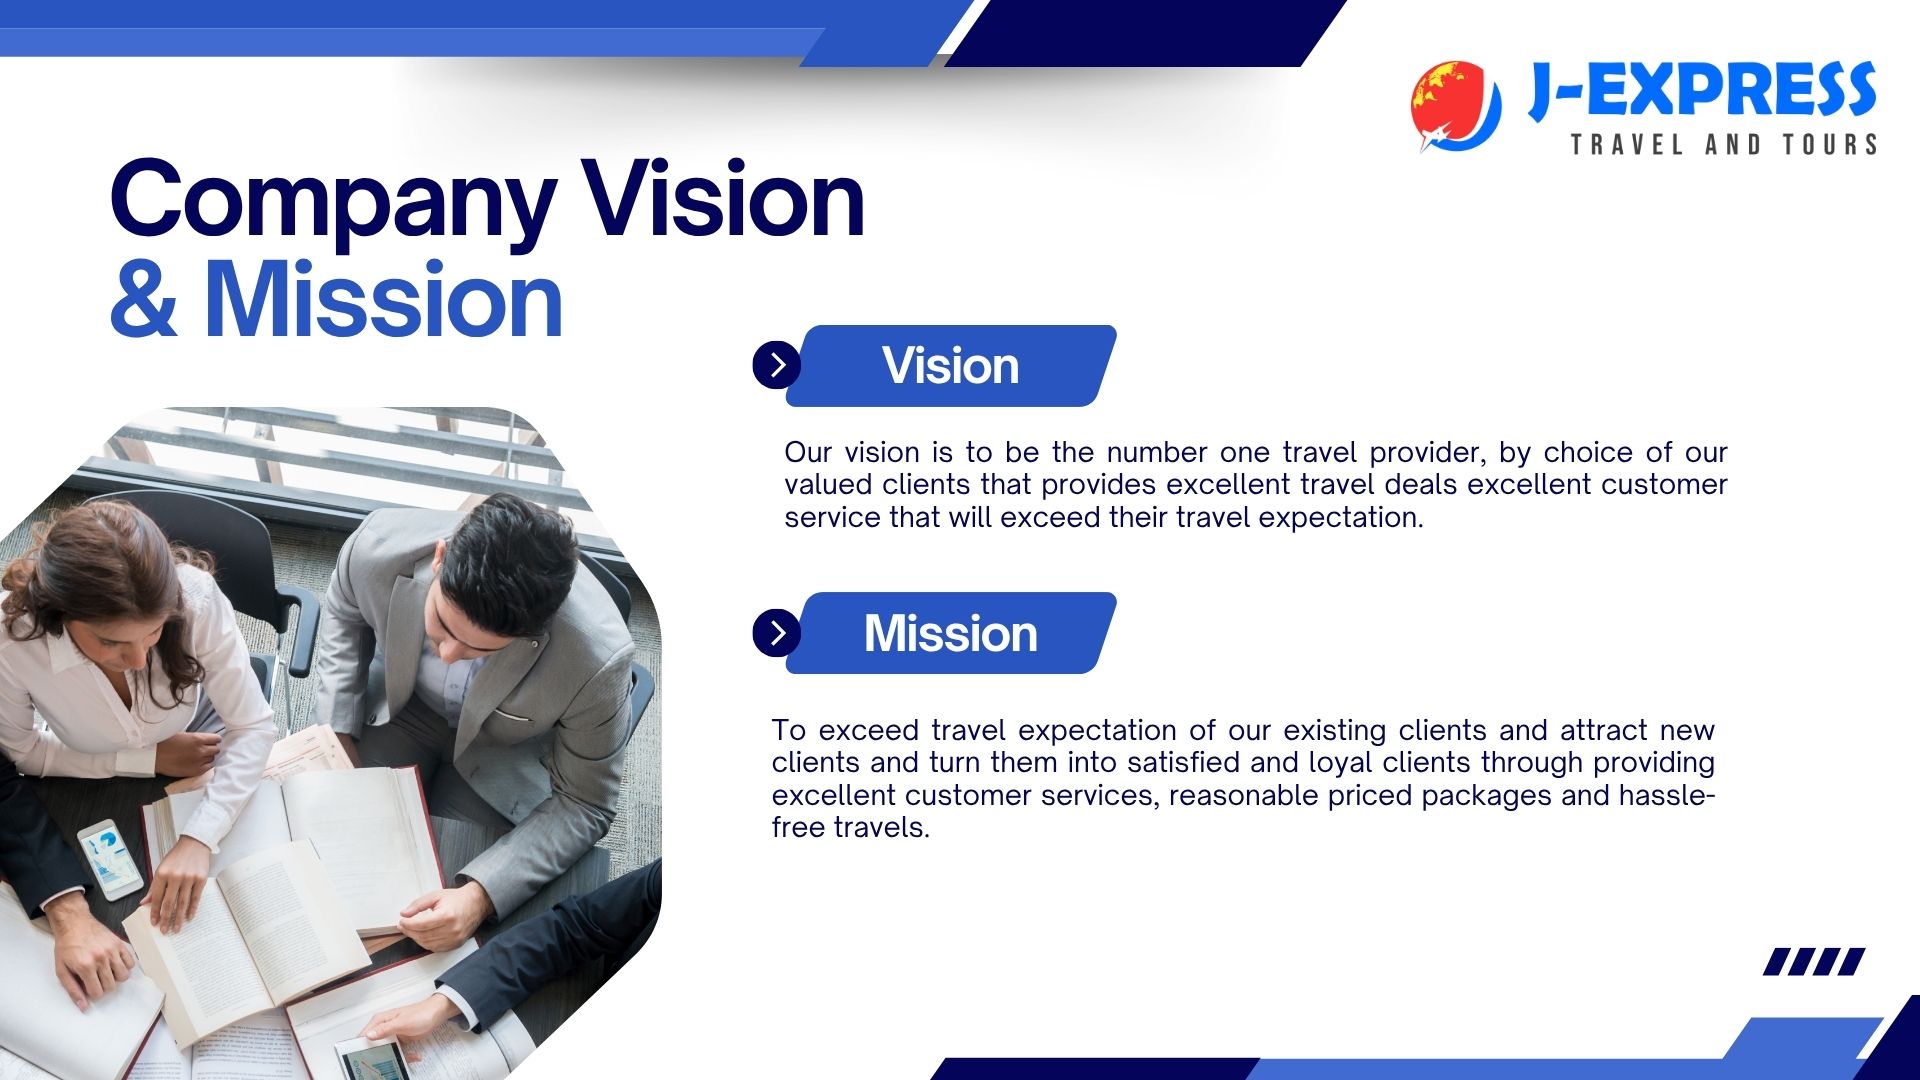 J-EXPRESS
TRAVEL AND TOURS
Company Vision
& Mission
Vision
Our vision is to be the number one travel provider, by choice of our
valued clients that provides excellent travel deals excellent customer
service that will exceed their travel expectation.
Mission
To exceed travel expectation of our existing clients and attract new
clients and turn them into satisfied and loyal clients through providing
excellent customer services, reasonable priced packages and hassle-
free travels.